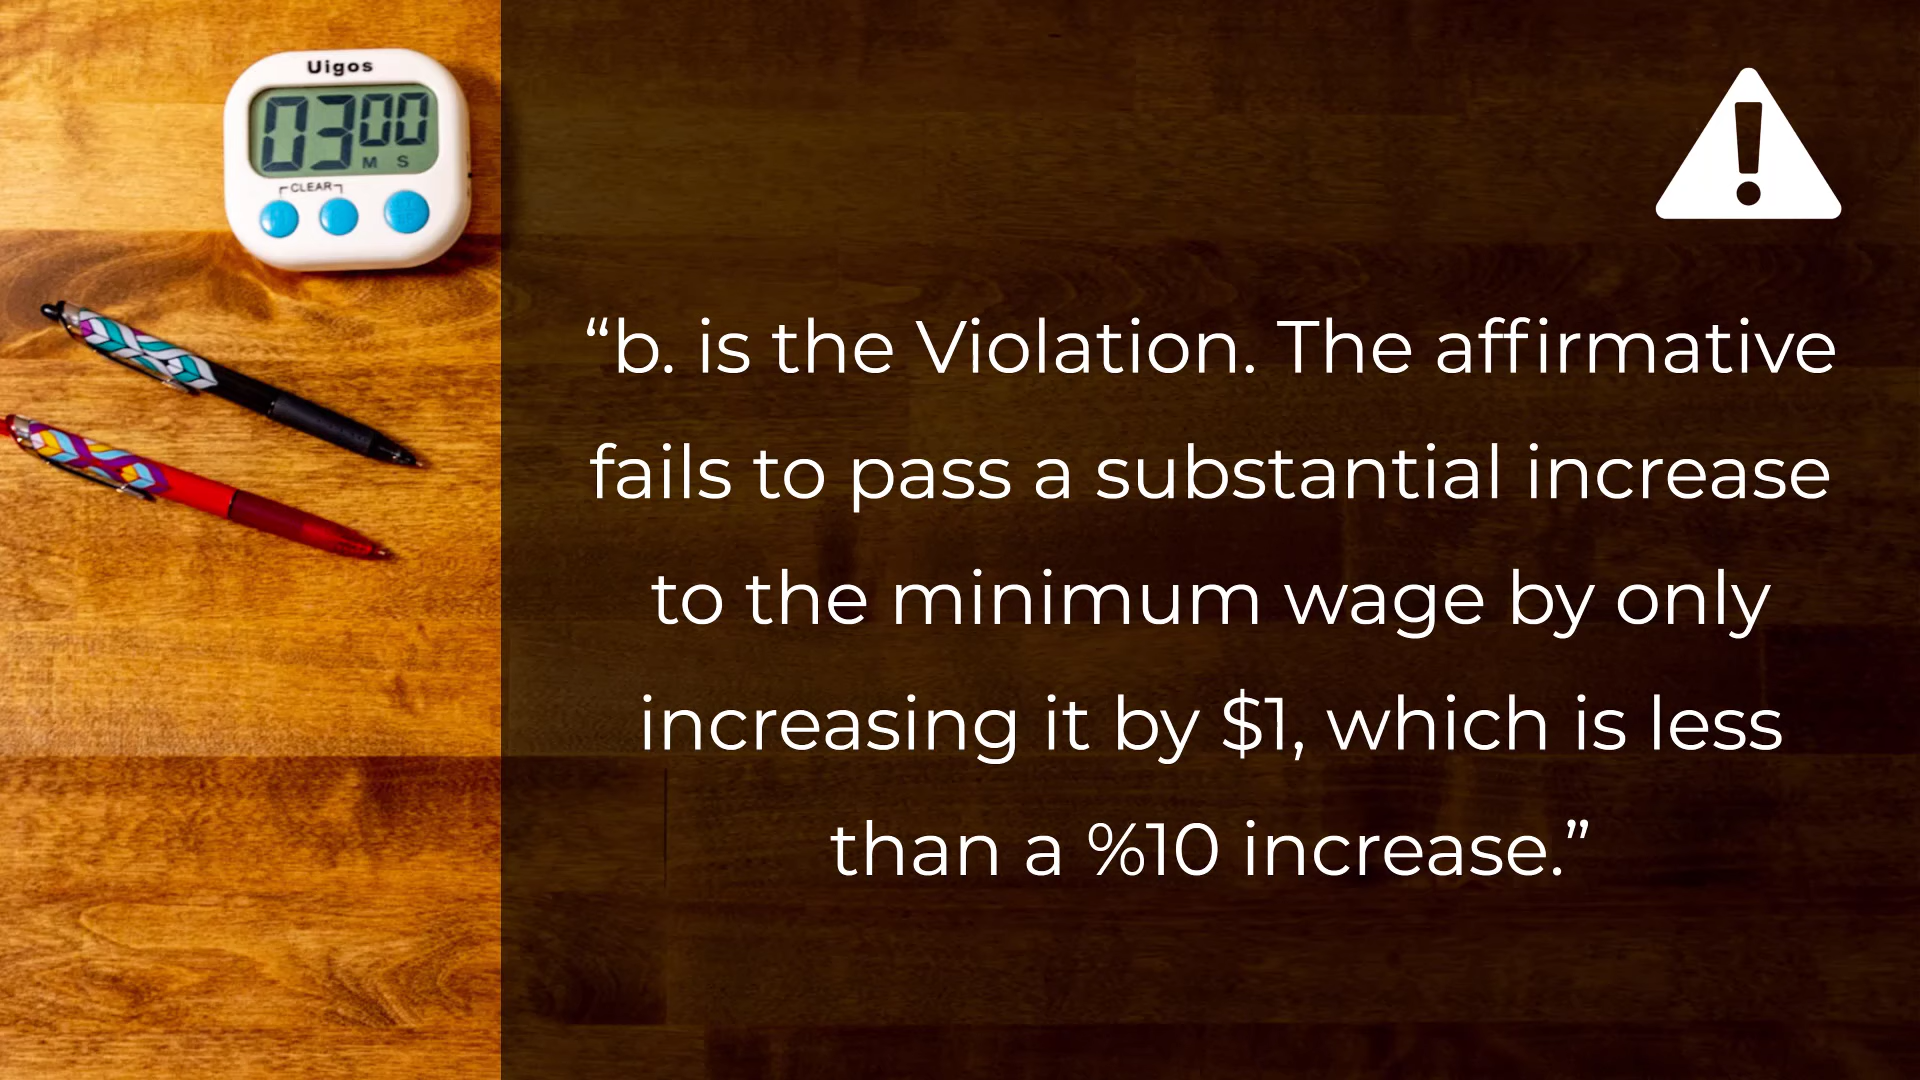 Uigos
03 00
M S
CLEAR
“b. is the Violation. The affirmative
fails to pass a substantial increase
to the minimum wage by only
increasing it by $1, which is less
than a %10 increase.”